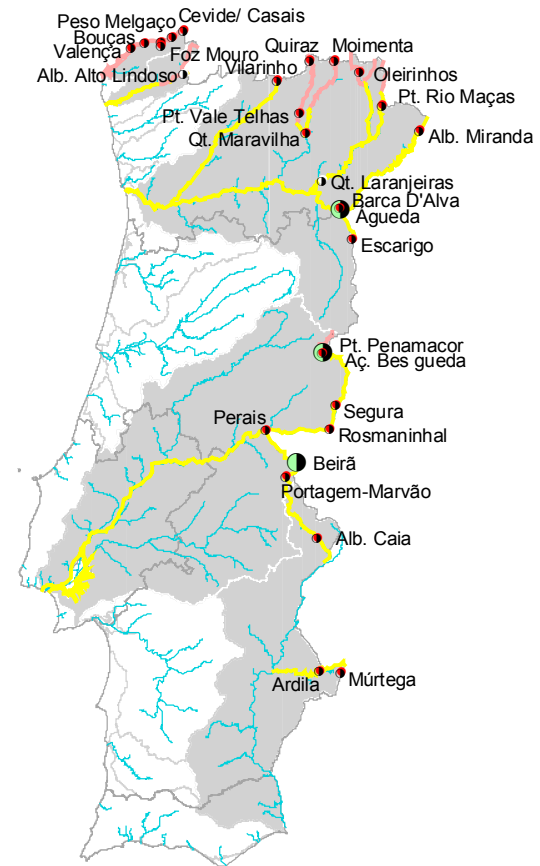 Cevide/ Casais
Peso Melgaço
Bouças
Valença
Foz Mouro
Quiraz
Moimenta
Alb. Alto Lindoso
Vilarinho
Oleirinhos
Pt. Rio Maças
Pt. Vale Telhas
Alb. Miranda
Qt. Maravilha
Qt. Laranjeiras
Barca D'Alva
Àgueda
Escarigo
Pt. Penamacor
Aç. Bes gueda
Segura
Perais
Rosmaninhal
Beirã
Portagem-Marvão
Alb. Caia
Ardila
Múrtega